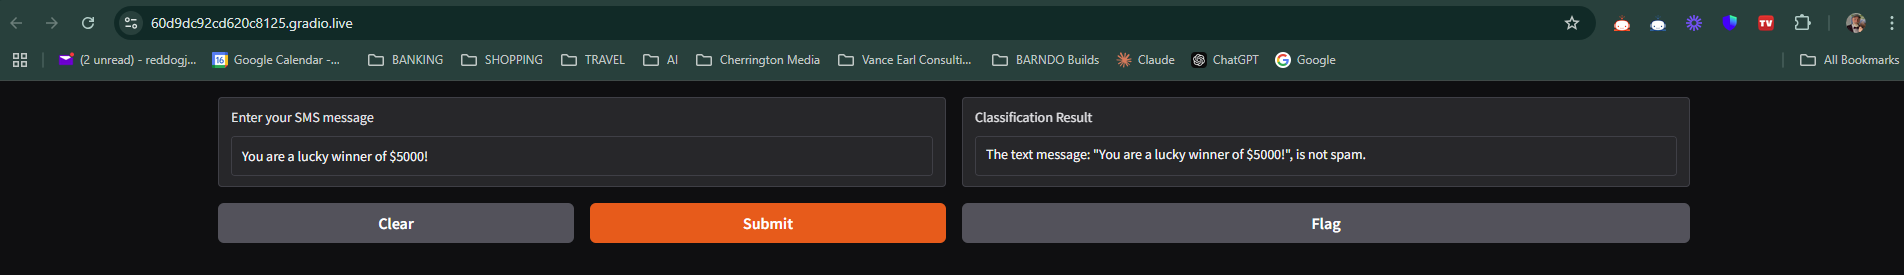 60d9dc92cd620c8125.gradio.live
(2 unread) - reddogj... 16 Google Calendar -... BANKING SHOPPING TRAVEL AI Cherrington Media Vance Earl Consulti... BARNDO Builds Claude ChatGPT Google All Bookmarks
TV
Enter your SMS message
You are a lucky winner of $5000!
Classification Result
The text message: "You are a lucky winner of $5000!", is not spam.
Clear Submit Flag